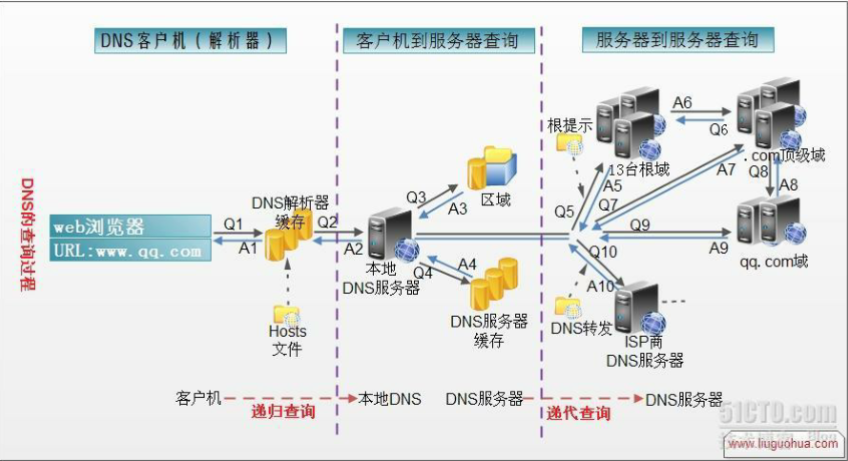 DNS客户机（解析器）
客户机到服务器查询
服务器到服务器查询
DNS的查询过程
web浏览器
URL:www.qq.com
Q1
A1
DNS解析器
缓存
Hosts
文件
Q2
A2
本地
DNS服务器
Q3
A3
区域
Q4
A4
DNS服务器
缓存
根提示
13台根域
Q5
A5
A6
Q6
.com顶级域
Q7
A7
Q8
A8
Q9
A9
qq.com域
Q10
A10
DNS转发
ISP商
DNS服务器
客户机
递归查询
本地DNS
DNS服务器
递代查询
DNS服务器
51CTO.com
技术博客 Blog
www.liuguohua.com